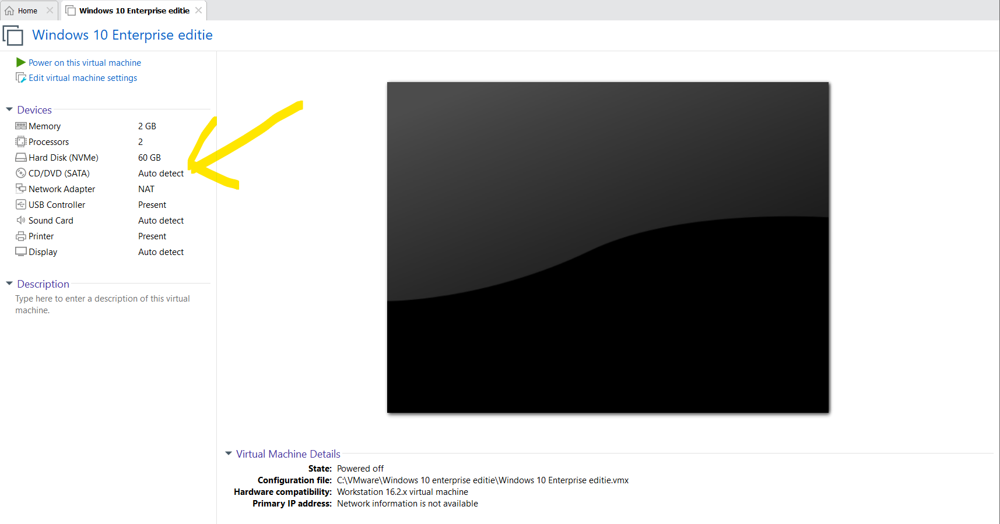 Home
Windows 10 Enterprise editie
Windows 10 Enterprise editie
Power on this virtual machine
Edit virtual machine settings
Devices
Memory 2 GB
Processors 2
Hard Disk (NVMe) 60 GB
CD/DVD (SATA) Auto detect
Network Adapter NAT
USB Controller Present
Sound Card Auto detect
Printer Present
Display Auto detect
Description
Type here to enter a description of this virtual
machine.
Virtual Machine Details
State: Powered off
Configuration file: C:\VMware\Windows 10 enterprise editie\Windows 10 Enterprise editie.vmx
Hardware compatibility: Workstation 16.2.x virtual machine
Primary IP address: Network information is not available